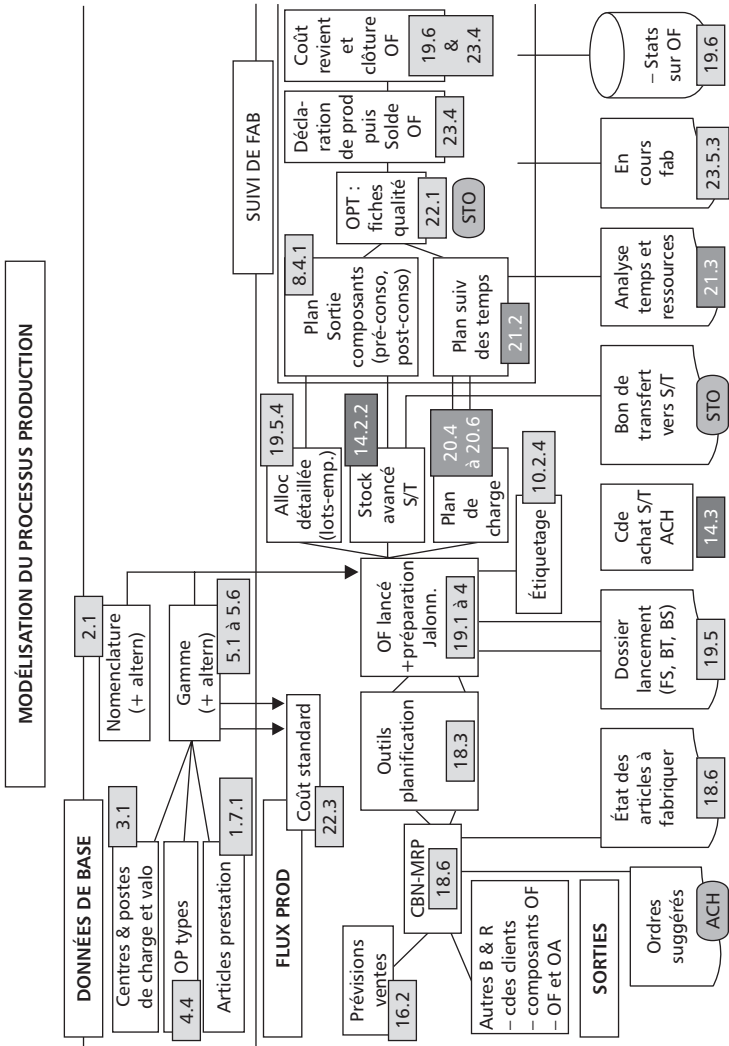 MODÉLISATION DU PROCESSUS PRODUCTION
DONNÉES DE BASE
Centres & postes
de charge et valo
3.1
OP types
4.4
Articles prestation
1.7.1
Nomenclature
(+ altern)
2.1
Gamme
(+ altern)
5.1 à 5.6
FLUX PROD
Coût standard
22.3
Prévisions
ventes
16.2
Autres B & R
– cdes clients
– composants OF
– OF et OA
CBN-MRP
18.6
Outils
planification
18.3
OF lancé
+préparation
Jalonn.
19.1 à 4
Alloc
détaillée
(lots-emp.)
19.5.4
Stock
avancé
S/T
14.2.2
Plan
de
charge
20.4
à 20.6
Étiquetage
10.2.4
SUIVI DE FAB
Plan
Sortie
composants
(pré-conso,
post-conso)
8.4.1
Plan suiv
des temps
21.2
OPT :
fiches
qualité
22.1
STO
Décla-
ration
de prod
puis
Solde
OF
23.4
Coût
revient
et
clôture
OF
19.6
&
23.4
SORTIES
Ordres
suggérés
ACH
État des
articles à
fabriquer
18.6
Dossier
lancement
(FS, BT, BS)
19.5
Cde
achat S/T
ACH
14.3
Bon de
transfert
vers S/T
STO
Analyse
temps et
ressources
21.3
En
cours
fab
23.5.3
– Stats
sur OF
19.6